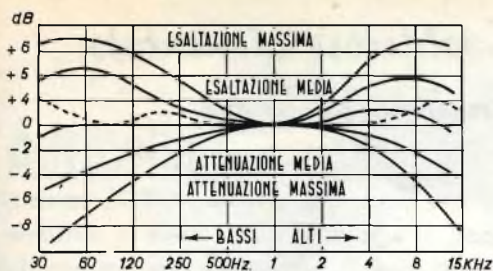 dB
ESALTAZIONE MASSIMA
+6
+5
ESALTAZIONE MEDIA
+4
0
-2
ATTENUAZIONE MEDIA
-4
ATTENUAZIONE MASSIMA
-6
-8
BASSI ALTI
30 60 120 250 500Hz. 1 2 4 8 15KHz